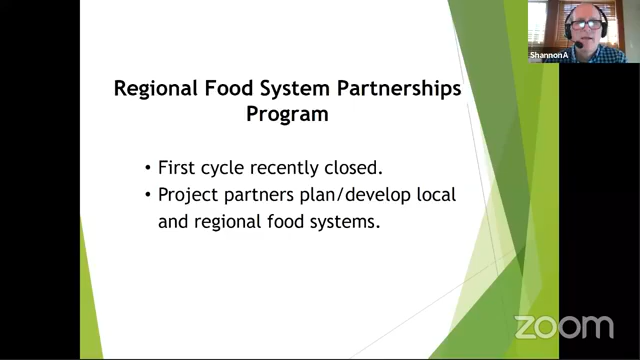 ShannonA
Regional Food System Partnerships
Program
• First cycle recently closed.
• Project partners plan/develop local
and regional food systems.
zoom